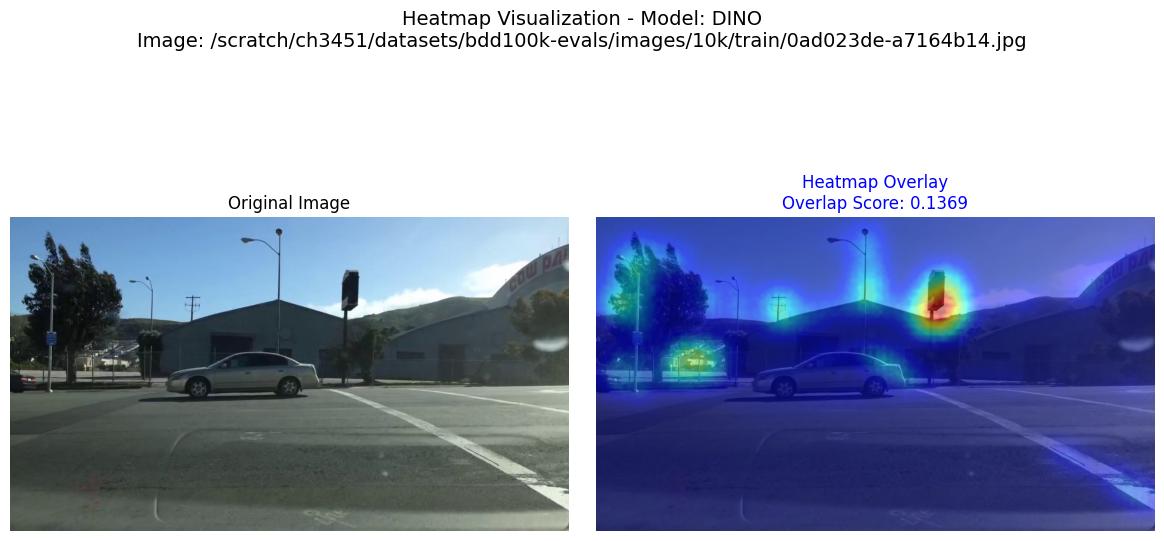 Heatmap Visualization - Model: DINO
Image: /scratch/ch3451/datasets/bdd100k-evals/images/10k/train/0ad023de-a7164b14.jpg
Original Image
Heatmap Overlay
Overlap Score: 0.1369